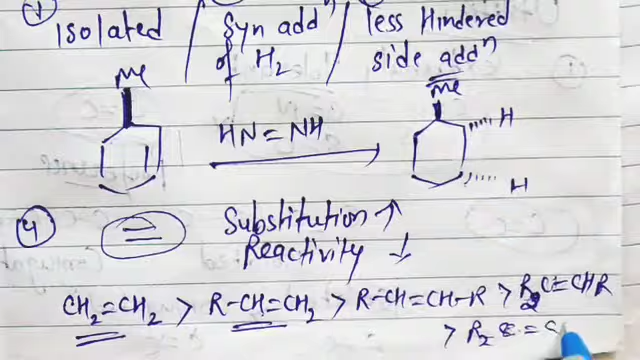 Isolated / Syn addⁿ of H₂ / less Hindered side addⁿ
Me
Me
HN=NH
H
H
4
Substitution ↑
Reactivity ↓
CH₂=CH₂ > R-CH=CH₂ > R-CH=CH-R > R₂C=CHR
> R₂C=C